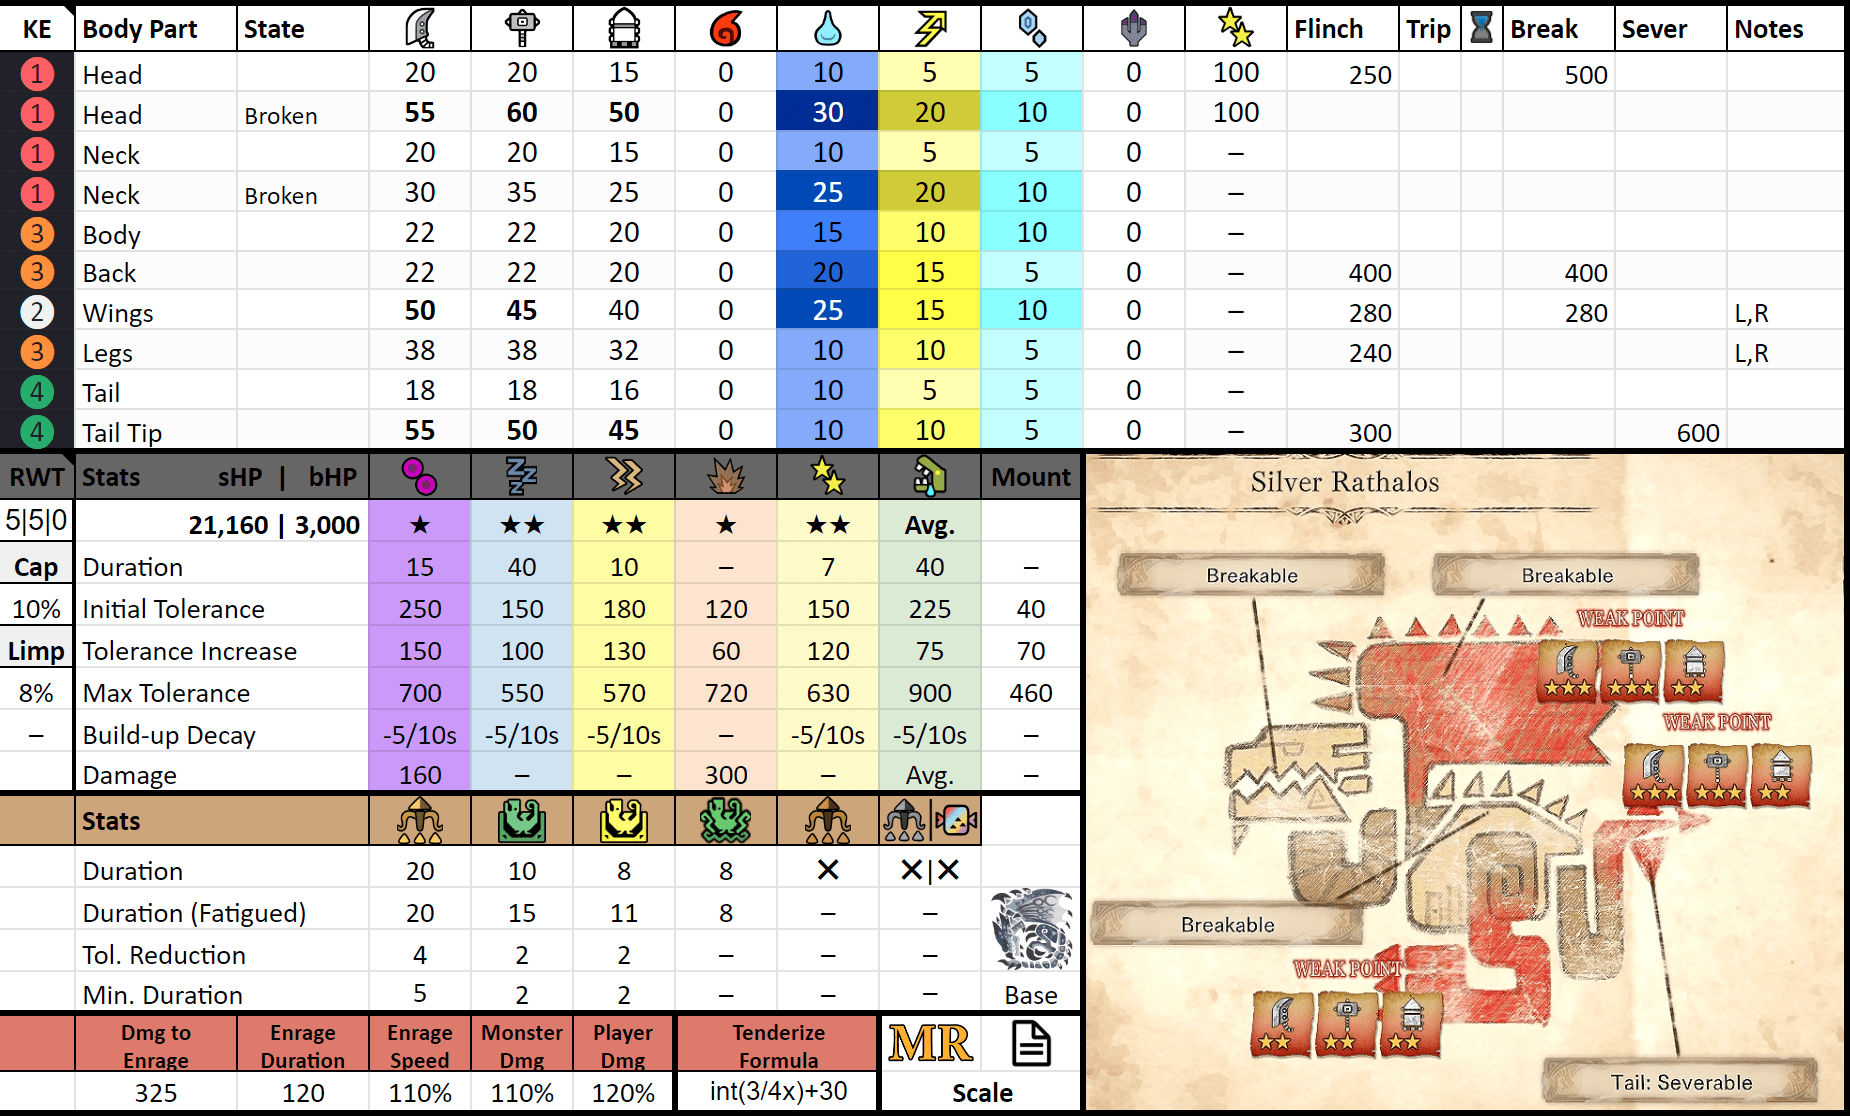 KE Body Part State Flinch Trip Break Sever Notes
1 Head 20 20 15 0 10 5 5 0 100 250 500
1 Head Broken 55 60 50 0 30 20 10 0 100
1 Neck 20 20 15 0 10 5 5 0 –
1 Neck Broken 30 35 25 0 25 20 10 0 –
3 Body 22 22 20 0 15 10 10 0 –
3 Back 22 22 20 0 20 15 5 0 – 400 400
2 Wings 50 45 40 0 25 15 10 0 – 280 280 L,R
3 Legs 38 38 32 0 10 10 5 0 – 240 L,R
4 Tail 18 18 16 0 10 5 5 0 –
4 Tail Tip 55 50 45 0 10 10 5 0 – 300 600
RWT Stats sHP | bHP Mount
5|5|0 21,160 | 3,000 ★ ★★ ★★ ★ ★★ Avg.
Cap Duration 15 40 10 – 7 40 –
10% Initial Tolerance 250 150 180 120 150 225 40
Limp Tolerance Increase 150 100 130 60 120 75 70
8% Max Tolerance 700 550 570 720 630 900 460
– Build-up Decay -5/10s -5/10s -5/10s – -5/10s -5/10s –
Damage 160 – – 300 – Avg. –
Stats
Duration 20 10 8 8 ✕ ✕|✕
Duration (Fatigued) 20 15 11 8 – –
Tol. Reduction 4 2 2 – – –
Min. Duration 5 2 2 – – – Base
Dmg to Enrage Enrage Duration Enrage Speed Monster Dmg Player Dmg Tenderize Formula MR
325 120 110% 110% 120% int(3/4x)+30 Scale
Silver Rathalos
Breakable Breakable
WEAK POINT
★★★ ★★★ ★★
WEAK POINT
★★★ ★★★ ★★
Breakable
WEAK POINT
★★ ★★ ★★
Tail: Severable